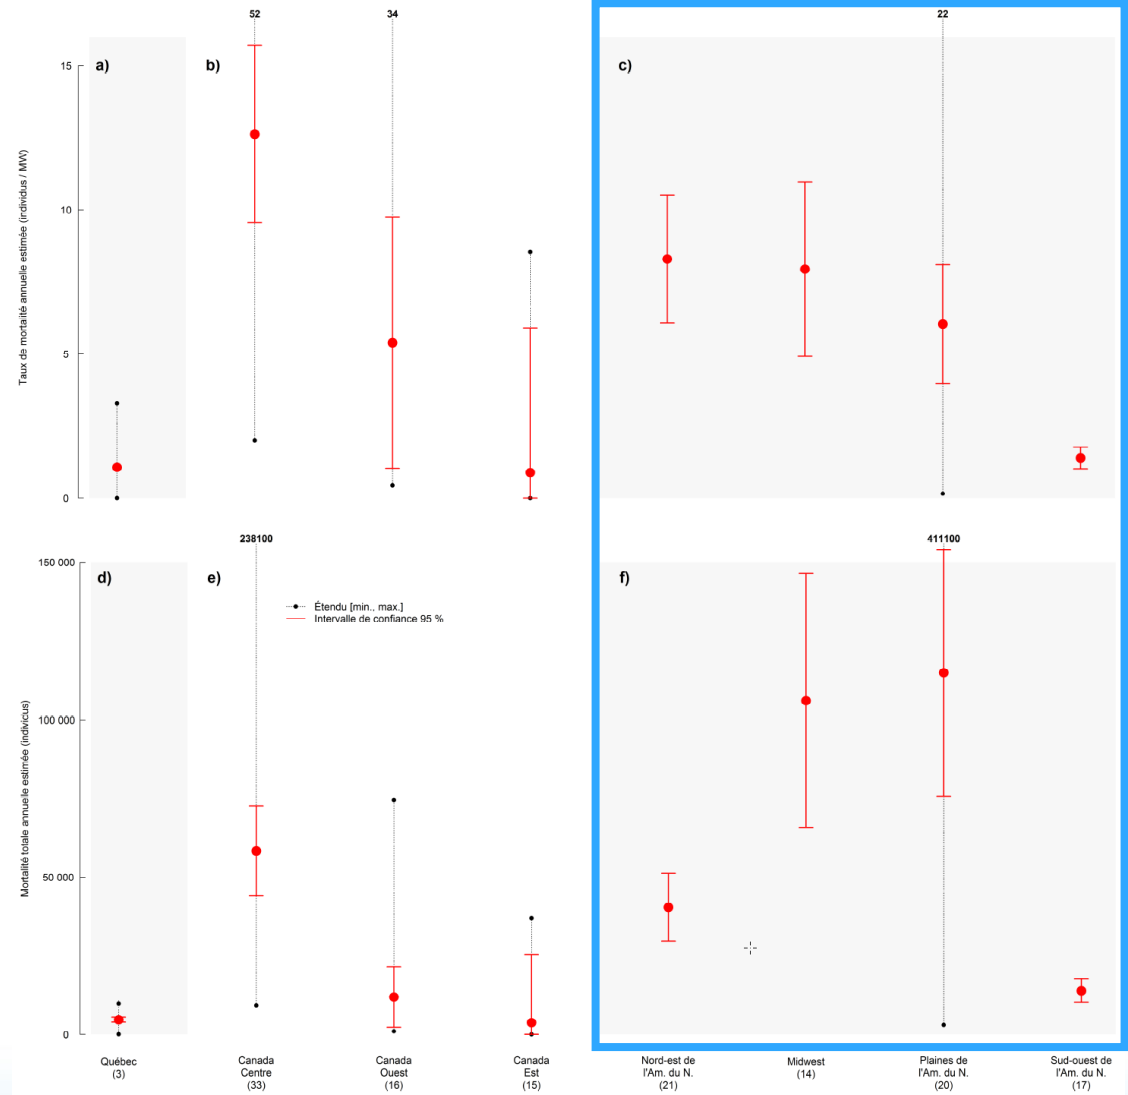 52
34
22
a)
b)
c)
15
10
5
0
Taux de mortaité annuelle estimèe (individus / MW)
238100
411100
150 000
d)
e)
f)
Étendu [min., max.]
Intervalle de confiance 95 %
100 000
50 000
0
Mortalité totale annuelle estimée (individus)
Québec
(3)
Canada
Centre
(33)
Canada
Ouest
(16)
Canada
Est
(15)
Nord-est de
l'Am. du N.
(21)
Midwest
(14)
Plaines de
l'Am. du N.
(20)
Sud-ouest de
l'Am. du N.
(17)